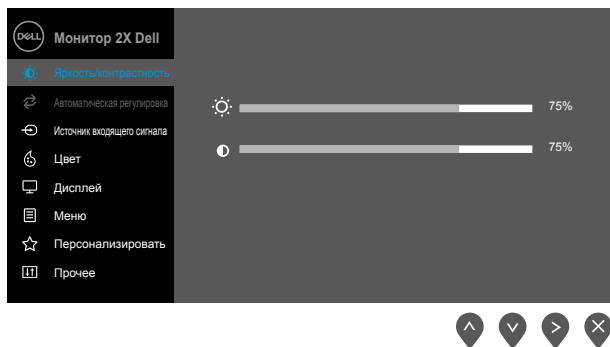 DELL
Монитор 2X Dell
Яркость/контрастность
Автоматическая регулировка
Источник входящего сигнала
Цвет
Дисплей
Меню
Персонализировать
Прочее
75%
75%